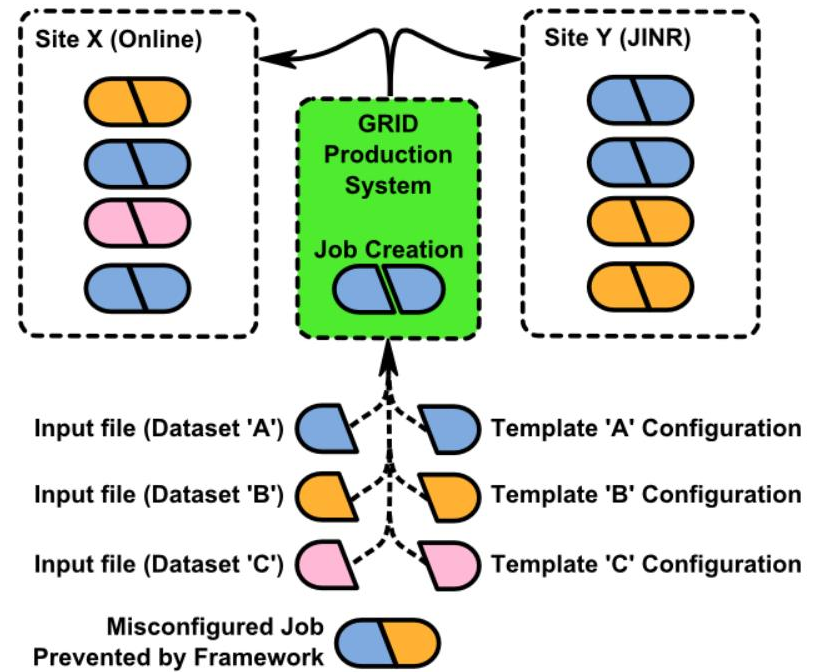 Site X (Online)
Site Y (JINR)
GRID
Production
System
Job Creation
Input file (Dataset 'A')
Template 'A' Configuration
Input file (Dataset 'B')
Template 'B' Configuration
Input file (Dataset 'C')
Template 'C' Configuration
Misconfigured Job
Prevented by Framework